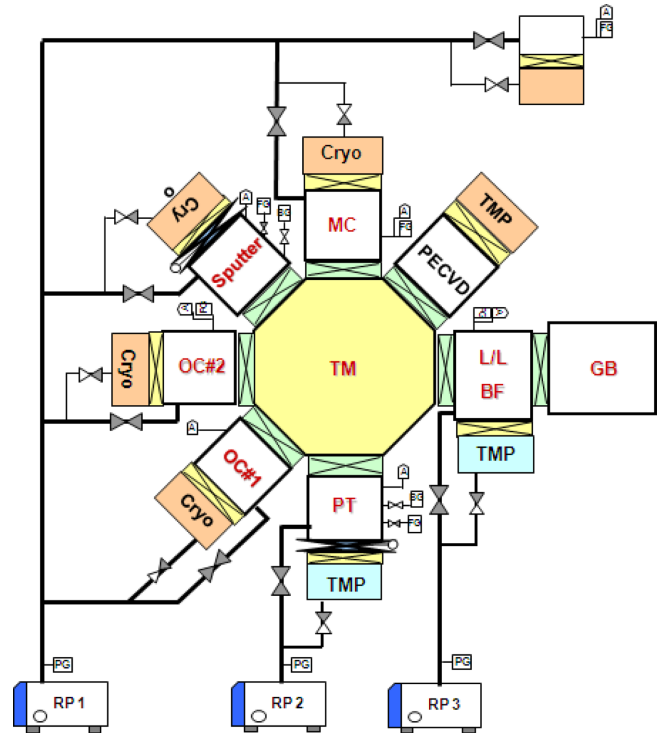 A
FG
Cryo
Cry
o
A
FG
BG
A
FG
MC
TMP
Sputter
PECVD
Cryo
OC#2
TM
L/L
BF
GB
A
OC#1
Cryo
TMP
A
BG
FG
PT
TMP
PG
PG
PG
RP 1
RP 2
RP 3